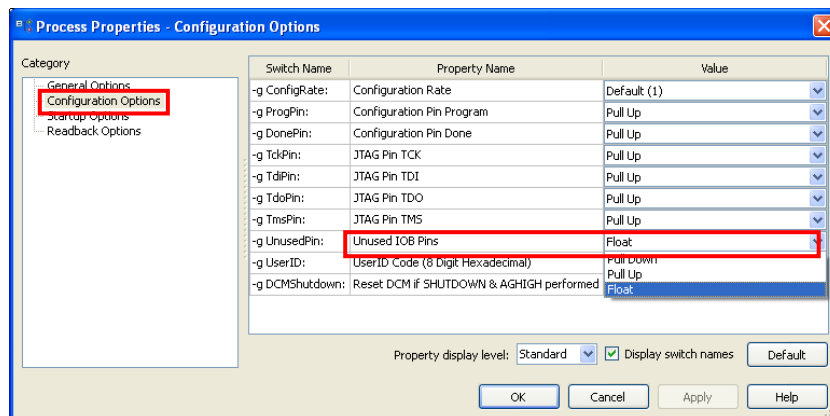 Process Properties - Configuration Options
Category
General Options
Configuration Options
Startup Options
Readback Options
Switch Name Property Name Value
-g ConfigRate: Configuration Rate Default (1)
-g ProgPin: Configuration Pin Program Pull Up
-g DonePin: Configuration Pin Done Pull Up
-g TckPin: JTAG Pin TCK Pull Up
-g TdiPin: JTAG Pin TDI Pull Up
-g TdoPin: JTAG Pin TDO Pull Up
-g TmsPin: JTAG Pin TMS Pull Up
-g UnusedPin: Unused IOB Pins Float
-g UserID: UserID Code (8 Digit Hexadecimal) Pull Down
Pull Up
-g DCMShutdown: Reset DCM if SHUTDOWN & AGHIGH performed Float
Property display level: Standard Display switch names Default
OK Cancel Apply Help